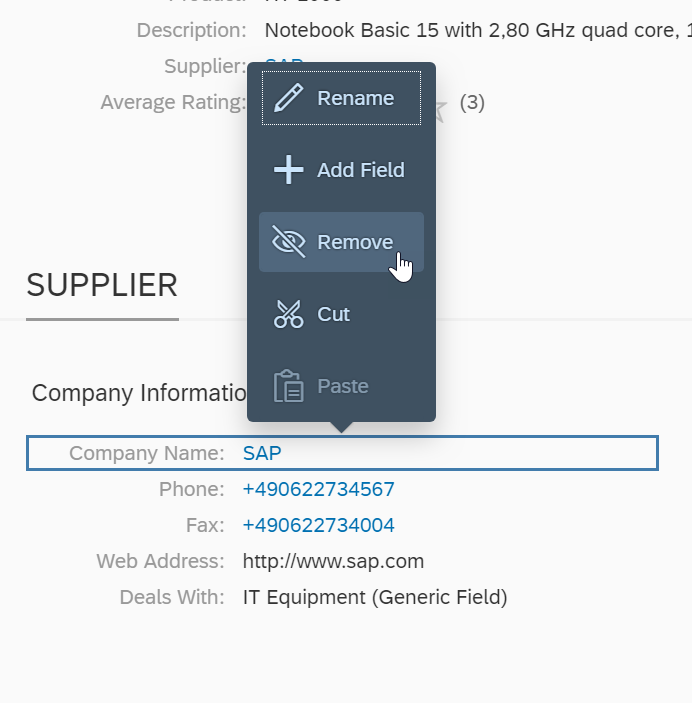 Description: Notebook Basic 15 with 2,80 GHz quad core, 1
Supplier: SAP
Average Rating: (3)
Rename
Add Field
Remove
Cut
Paste
SUPPLIER
Company Informatio
Company Name: SAP
Phone: +490622734567
Fax: +490622734004
Web Address: http://www.sap.com
Deals With: IT Equipment (Generic Field)